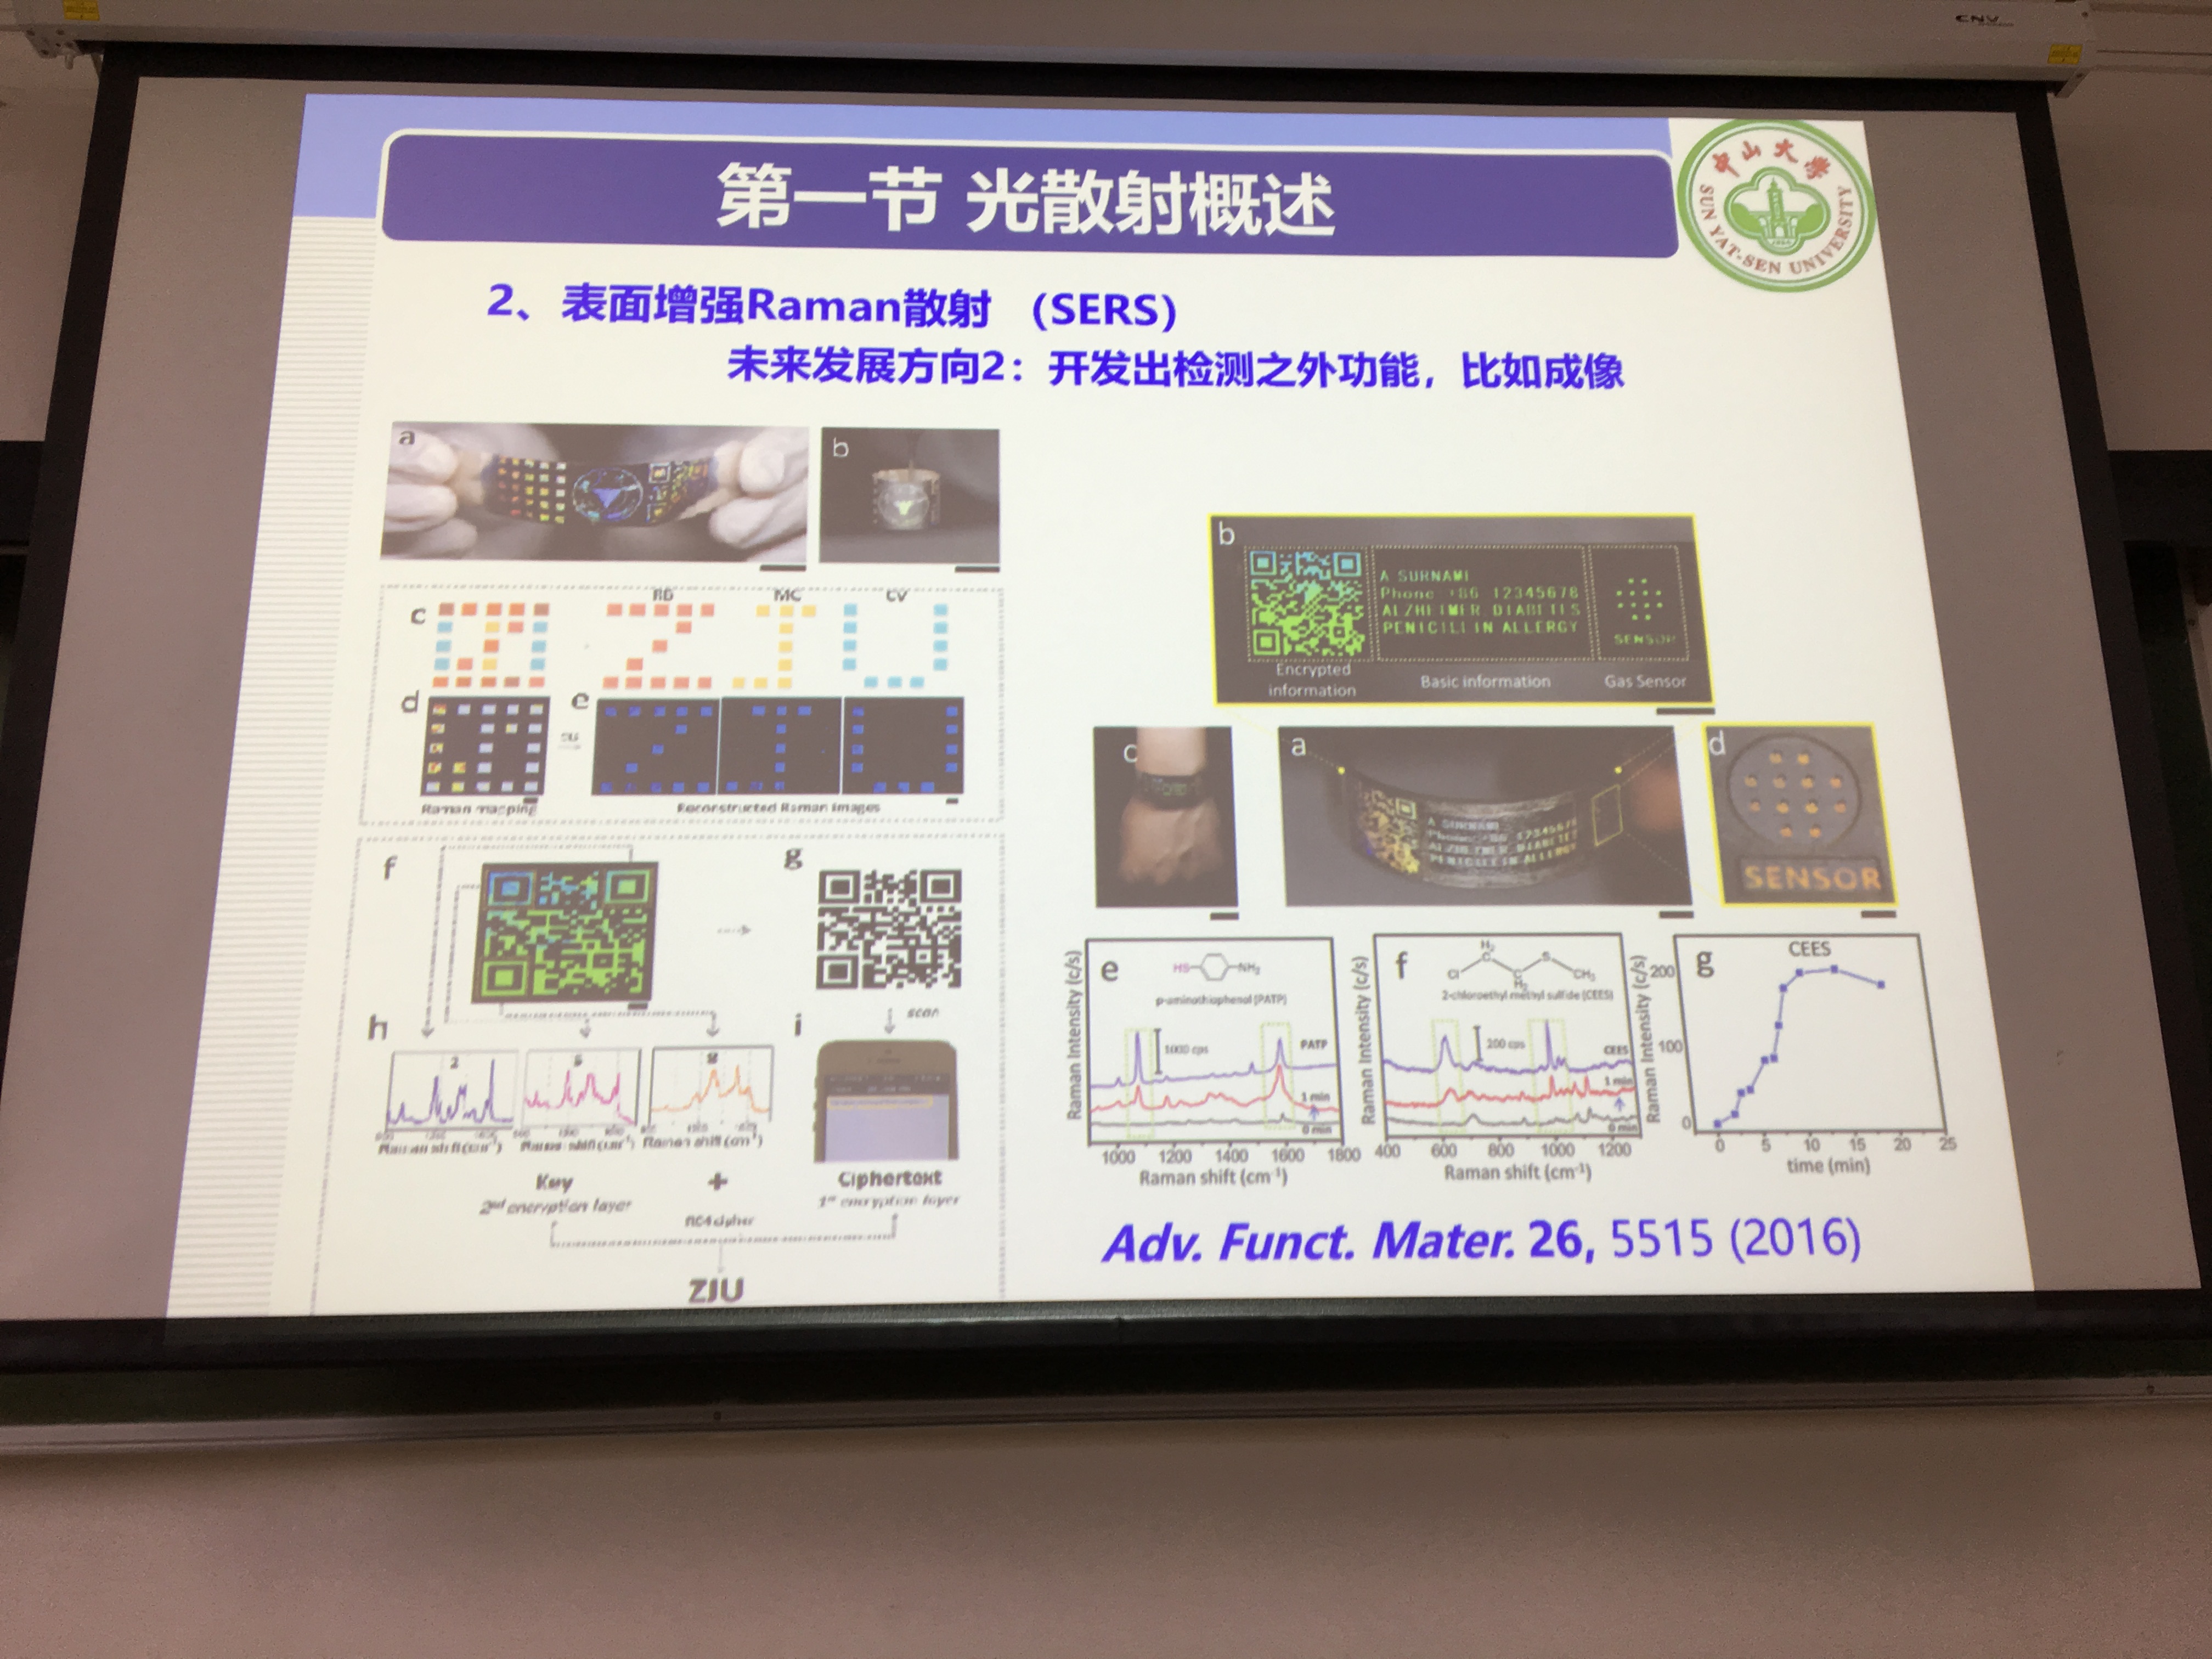 CNV
第一节 光散射概述
中山大学
SUN YAT-SEN UNIVERSITY
2、表面增强Raman散射 （SERS）
未来发展方向2：开发出检测之外功能，比如成像
a
b
c
MC
CV
d
e
Raman mapping
Reconstructed Raman images
f
g
scan
h
i
2
Raman shift (cm-1)
Raman shift (cm-1)
Raman shift (cm-1)
Key
+
Ciphertext
2nd encryption layer
RC4 cipher
1st encryption layer
ZJU
b
A SURNAMI
Phone +86 12345678
PENICILLIN ALLERGY
SENSOR
Encrypted information
Basic information
Gas Sensor
c
a
d
SENSOR
e
HS
NH2
p-aminothiophenol (PATP)
1000 cps
PATP
1 min
0 min
Raman Intensity (c/s)
1000 1200 1400 1600 1800
Raman shift (cm-1)
f
H2
C
S
Cl
C
H2
CH3
2-chloroethyl methyl sulfide (CEES)
200 cps
CEES
1 min
0 min
Raman Intensity (c/s)
400 600 800 1000 1200
Raman shift (cm-1)
g
CEES
Raman Intensity (c/s)
200
100
0
0 5 10 15 20 25
time (min)
Adv. Funct. Mater. 26, 5515 (2016)